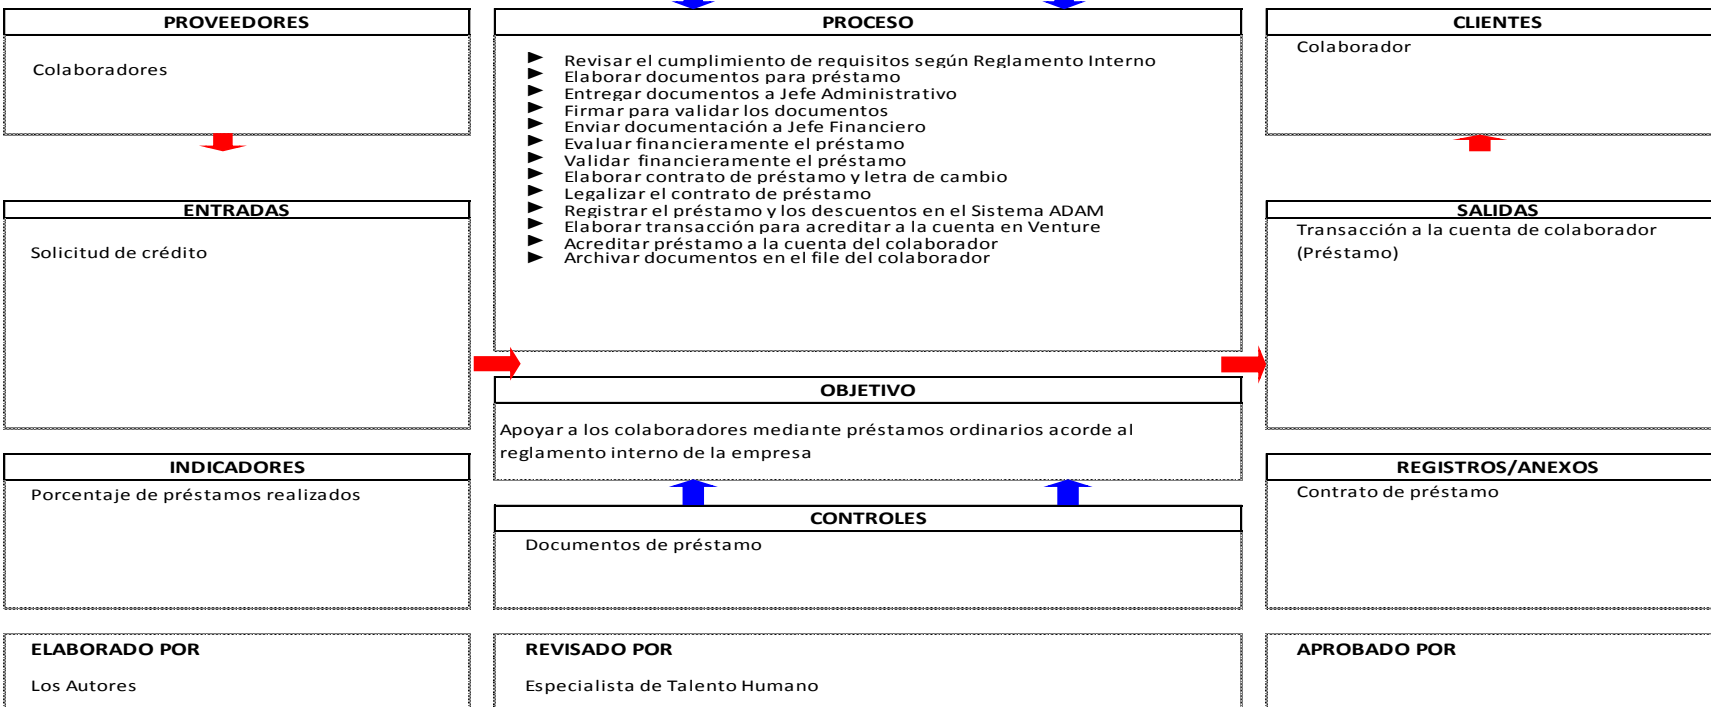 PROVEEDORES
Colaboradores
PROCESO
Revisar el cumplimiento de requisitos según Reglamento Interno
Elaborar documentos para préstamo
Entregar documentos a Jefe Administrativo
Firmar para validar los documentos
Enviar documentación a Jefe Financiero
Evaluar financieramente el préstamo
Validar financieramente el préstamo
Elaborar contrato de préstamo y letra de cambio
Legalizar el contrato de préstamo
Registrar el préstamo y los descuentos en el Sistema ADAM
Elaborar transacción para acreditar a la cuenta en Venture
Acreditar préstamo a la cuenta del colaborador
Archivar documentos en el file del colaborador
CLIENTES
Colaborador
ENTRADAS
Solicitud de crédito
SALIDAS
Transacción a la cuenta de colaborador
(Préstamo)
OBJETIVO
Apoyar a los colaboradores mediante préstamos ordinarios acorde al
reglamento interno de la empresa
INDICADORES
Porcentaje de préstamos realizados
CONTROLES
Documentos de préstamo
REGISTROS/ANEXOS
Contrato de préstamo
ELABORADO POR
Los Autores
REVISADO POR
Especialista de Talento Humano
APROBADO POR